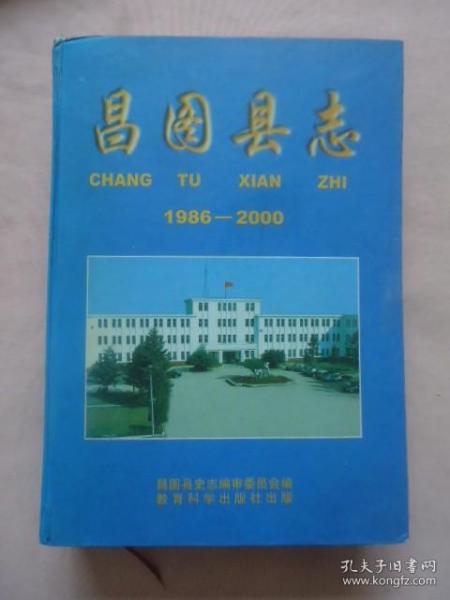 昌图县志
CHANG TU XIAN ZHI
1986—2000
昌图县史志编审委员会编
教育科学出版社出版
孔夫子旧书网
www.kongfz.com